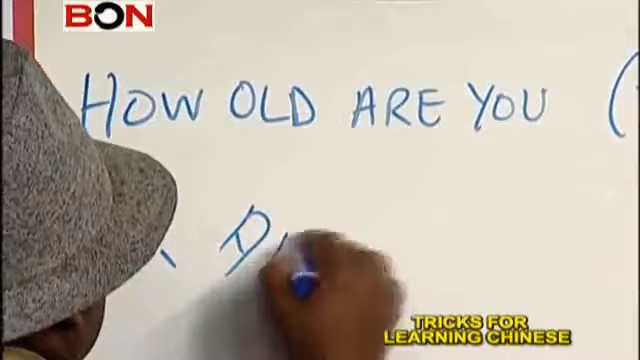 BON
HOW OLD ARE YOU (
D
TRICKS FOR
LEARNING CHINESE